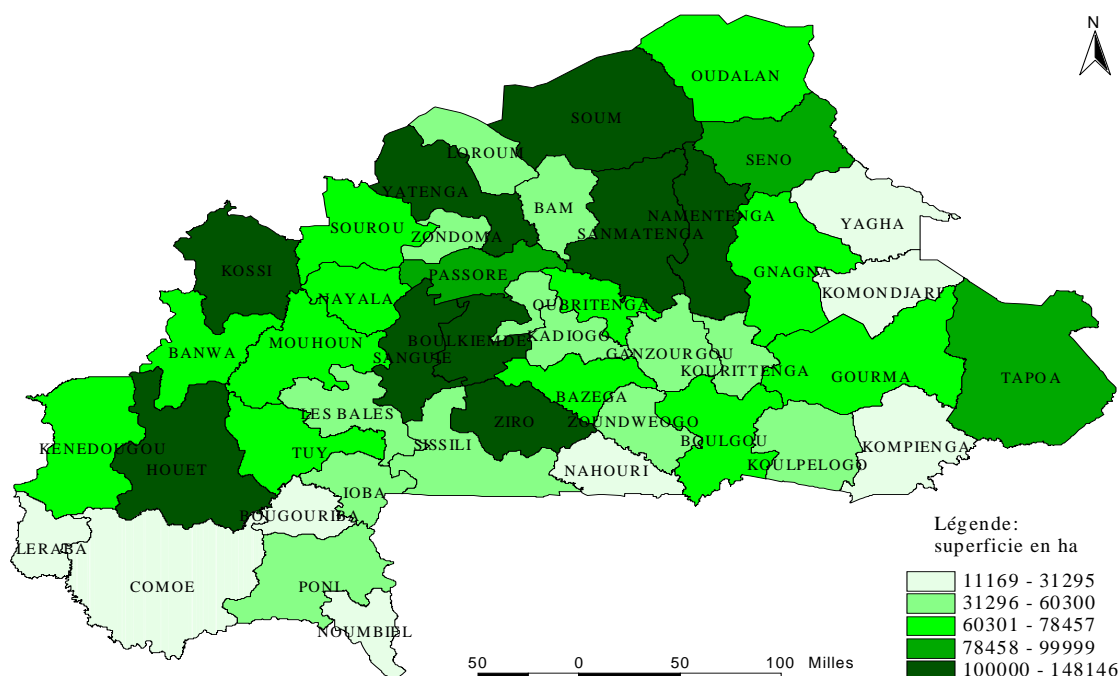 N
OUDALAN
SOUM
LOROUM
SENO
YATENGA
BAM
NAMENTENGA
YAGHA
SOUROU
ZONDOMA
SANMATENGA
KOSSI
PASSORE
GNAGNA
KOMONDJARI
NAYALA
OUBRITENGA
BANWA
MOUHOUN
BOULKIEMDE
KADIOGO
SANGUIE
GANZOURGOU
KOURITTENGA
GOURMA
TAPOA
BAZEGA
LES BALES
ZIRO
ZOUNDWEOGO
KENEDOUGOU
SISSILI
BOULGOU
KOMPIENGA
HOUET
TUY
NAHOURI
KOULPELOGO
IOBA
BOUGOURIBA
LERABA
COMOE
PONI
NOUMBIEL
Légende:
superficie en ha
11169 - 31295
31296 - 60300
60301 - 78457
78458 - 99999
100000 - 148146
50 0 50 100 Milles